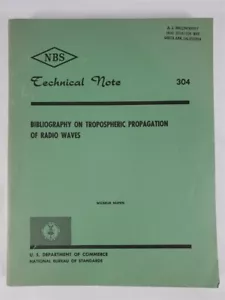 NBS
Technical Note
304
BIBLIOGRAPHY ON TROPOSPHERIC PROPAGATION
OF RADIO WAVES
U. S. DEPARTMENT OF COMMERCE
NATIONAL BUREAU OF STANDARDS